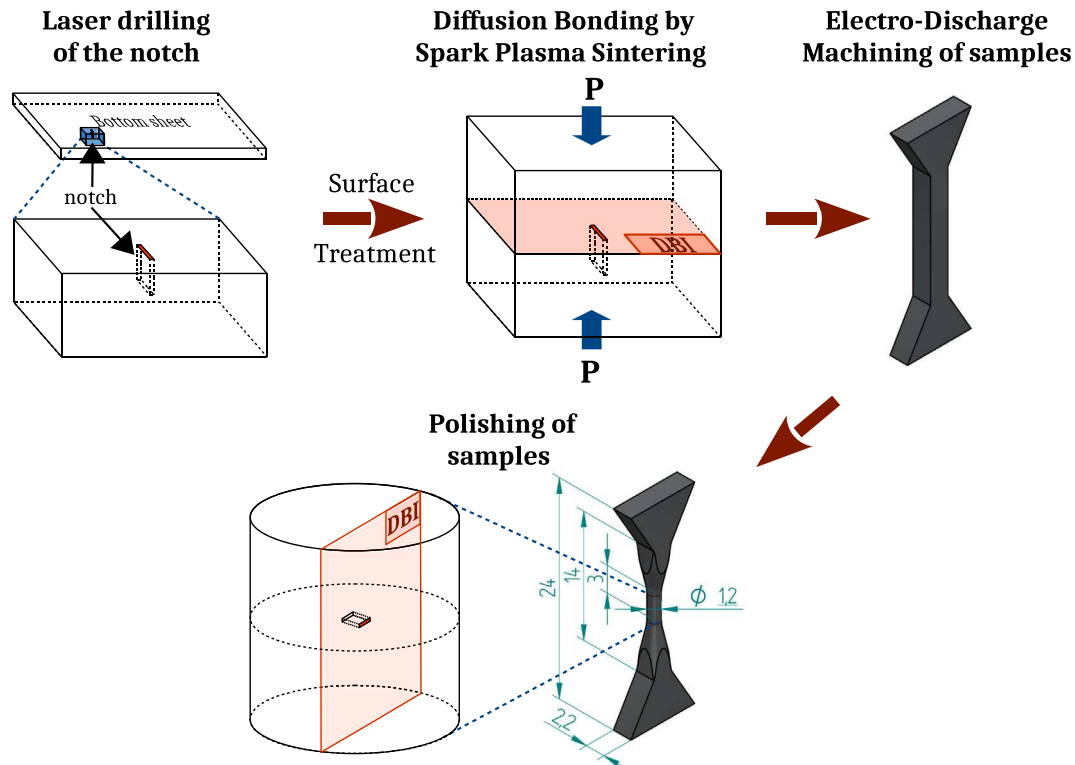 Laser drilling
of the notch
Diffusion Bonding by
Spark Plasma Sintering
Electro-Discharge
Machining of samples
P
Bottom sheet
notch
Surface
Treatment
DBI
P
Polishing of
samples
DBI
24
14
3
ϕ 1,2
2,2